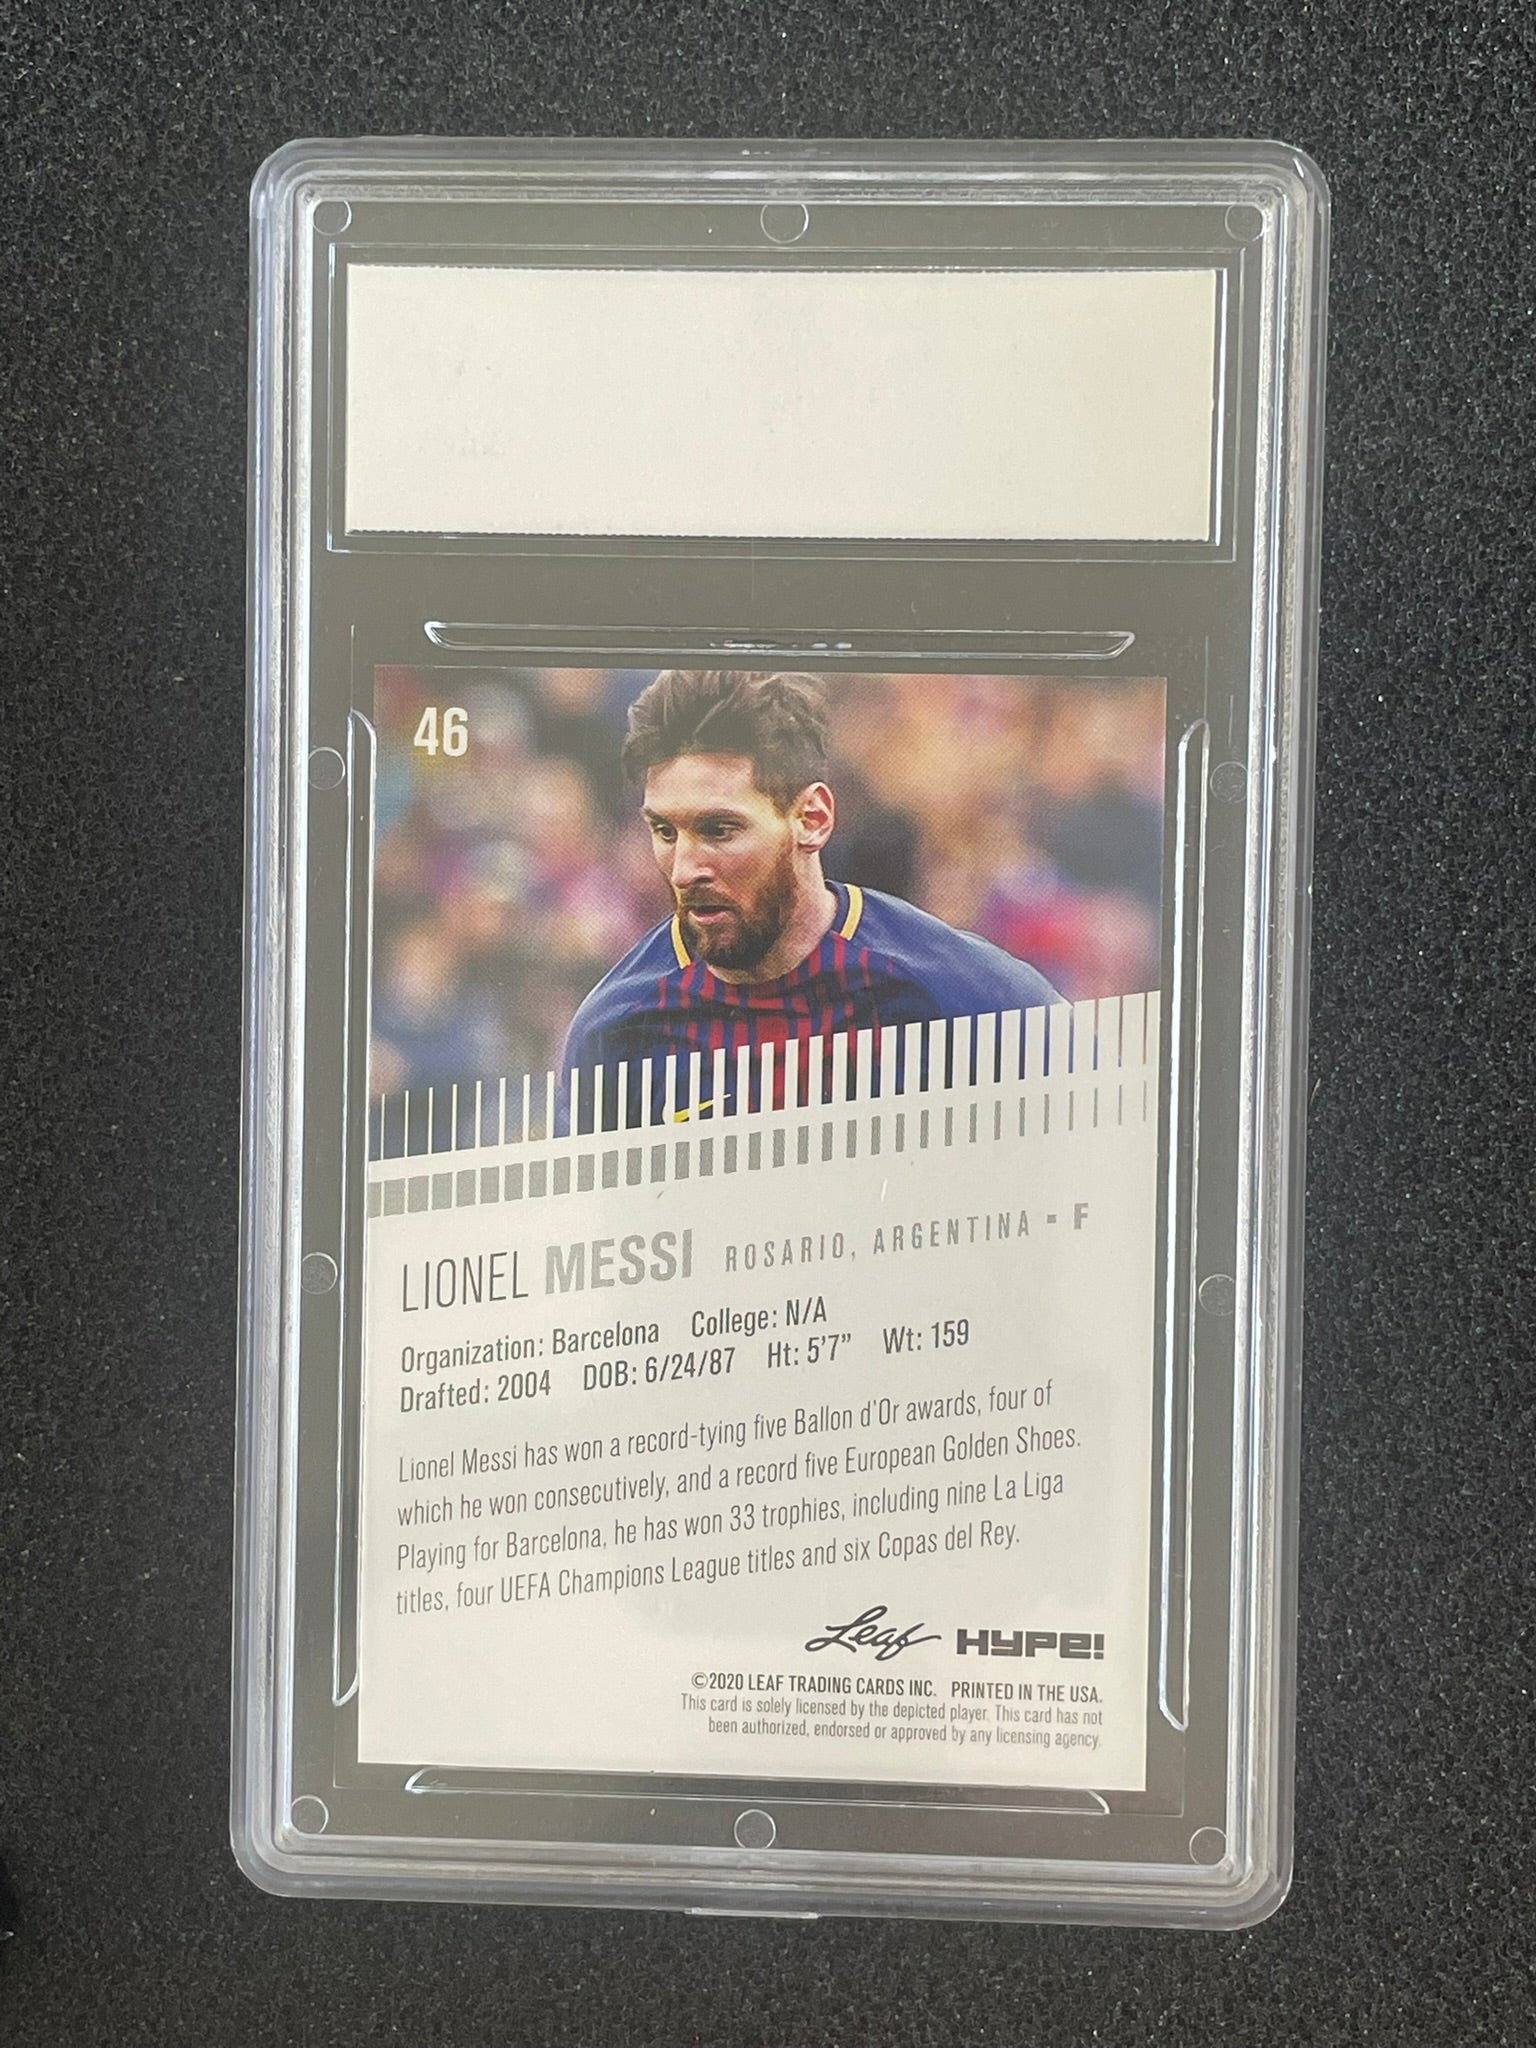 46
LIONEL MESSI ROSARIO, ARGENTINA - F
Organization: Barcelona College: N/A
Drafted: 2004 DOB: 6/24/87 Ht: 5'7" Wt: 159
Lionel Messi has won a record-tying five Ballon d'Or awards, four of
which he won consecutively, and a record five European Golden Shoes.
Playing for Barcelona, he has won 33 trophies, including nine La Liga
titles, four UEFA Champions League titles and six Copas del Rey.
Leaf HYPE!
©2020 LEAF TRADING CARDS INC. PRINTED IN THE USA.
This card is solely licensed by the depicted player. This card has not
been authorized, endorsed or approved by any licensing agency.